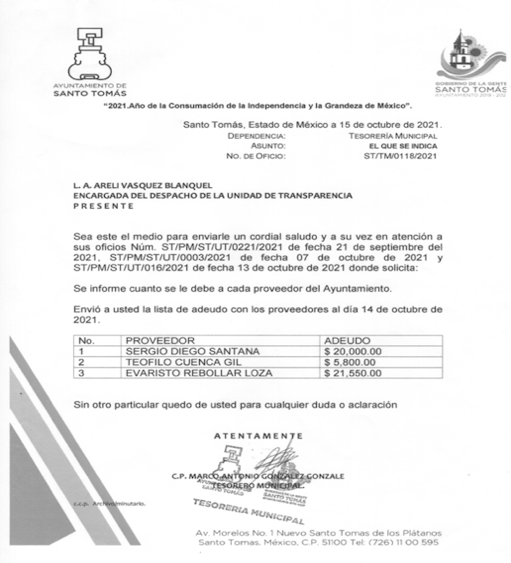 AYUNTAMIENTO DE
SANTO TOMÁS
GOBIERNO DE LA GENTE
SANTO TOMÁS
AYUNTAMIENTO 2019 - 2021
"2021.Año de la Consumación de la Independencia y la Grandeza de México".
Santo Tomás, Estado de México a 15 de octubre de 2021.
DEPENDENCIA: TESORERÍA MUNICIPAL
ASUNTO: EL QUE SE INDICA
NO. DE OFICIO: ST/TM/0118/2021
L. A. ARELI VASQUEZ BLANQUEL
ENCARGADA DEL DESPACHO DE LA UNIDAD DE TRANSPARENCIA
P R E S E N T E
Sea este el medio para enviarle un cordial saludo y a su vez en atención a
sus oficios Núm. ST/PM/ST/UT/0221/2021 de fecha 21 de septiembre del
2021, ST/PM/ST/UT/0003/2021 de fecha 07 de octubre de 2021 y
ST/PM/ST/UT/016/2021 de fecha 13 de octubre de 2021 donde solicita:
Se informe cuanto se le debe a cada proveedor del Ayuntamiento.
Envió a usted la lista de adeudo con los proveedores al día 14 de octubre de
2021.
No. PROVEEDOR ADEUDO
1 SERGIO DIEGO SANTANA $ 20,000.00
2 TEOFILO CUENCA GIL $ 5,800.00
3 EVARISTO REBOLLAR LOZA $ 21,550.00
Sin otro particular quedo de usted para cualquier duda o aclaración
A T E N T A M E N T E
C.P. MARCO ANTONIO GONZALEZ GONZALE
TESORERO MUNICIPAL.
SANTO TOMÁS
SANTO TOMÁS
TESORERIA MUNICIPAL
c.c.p. Archivo/minutario.
Av. Morelos No. 1 Nuevo Santo Tomas de los Plátanos
Santo Tomas, México, C.P. 51100 Tel: (726) 11 00 595